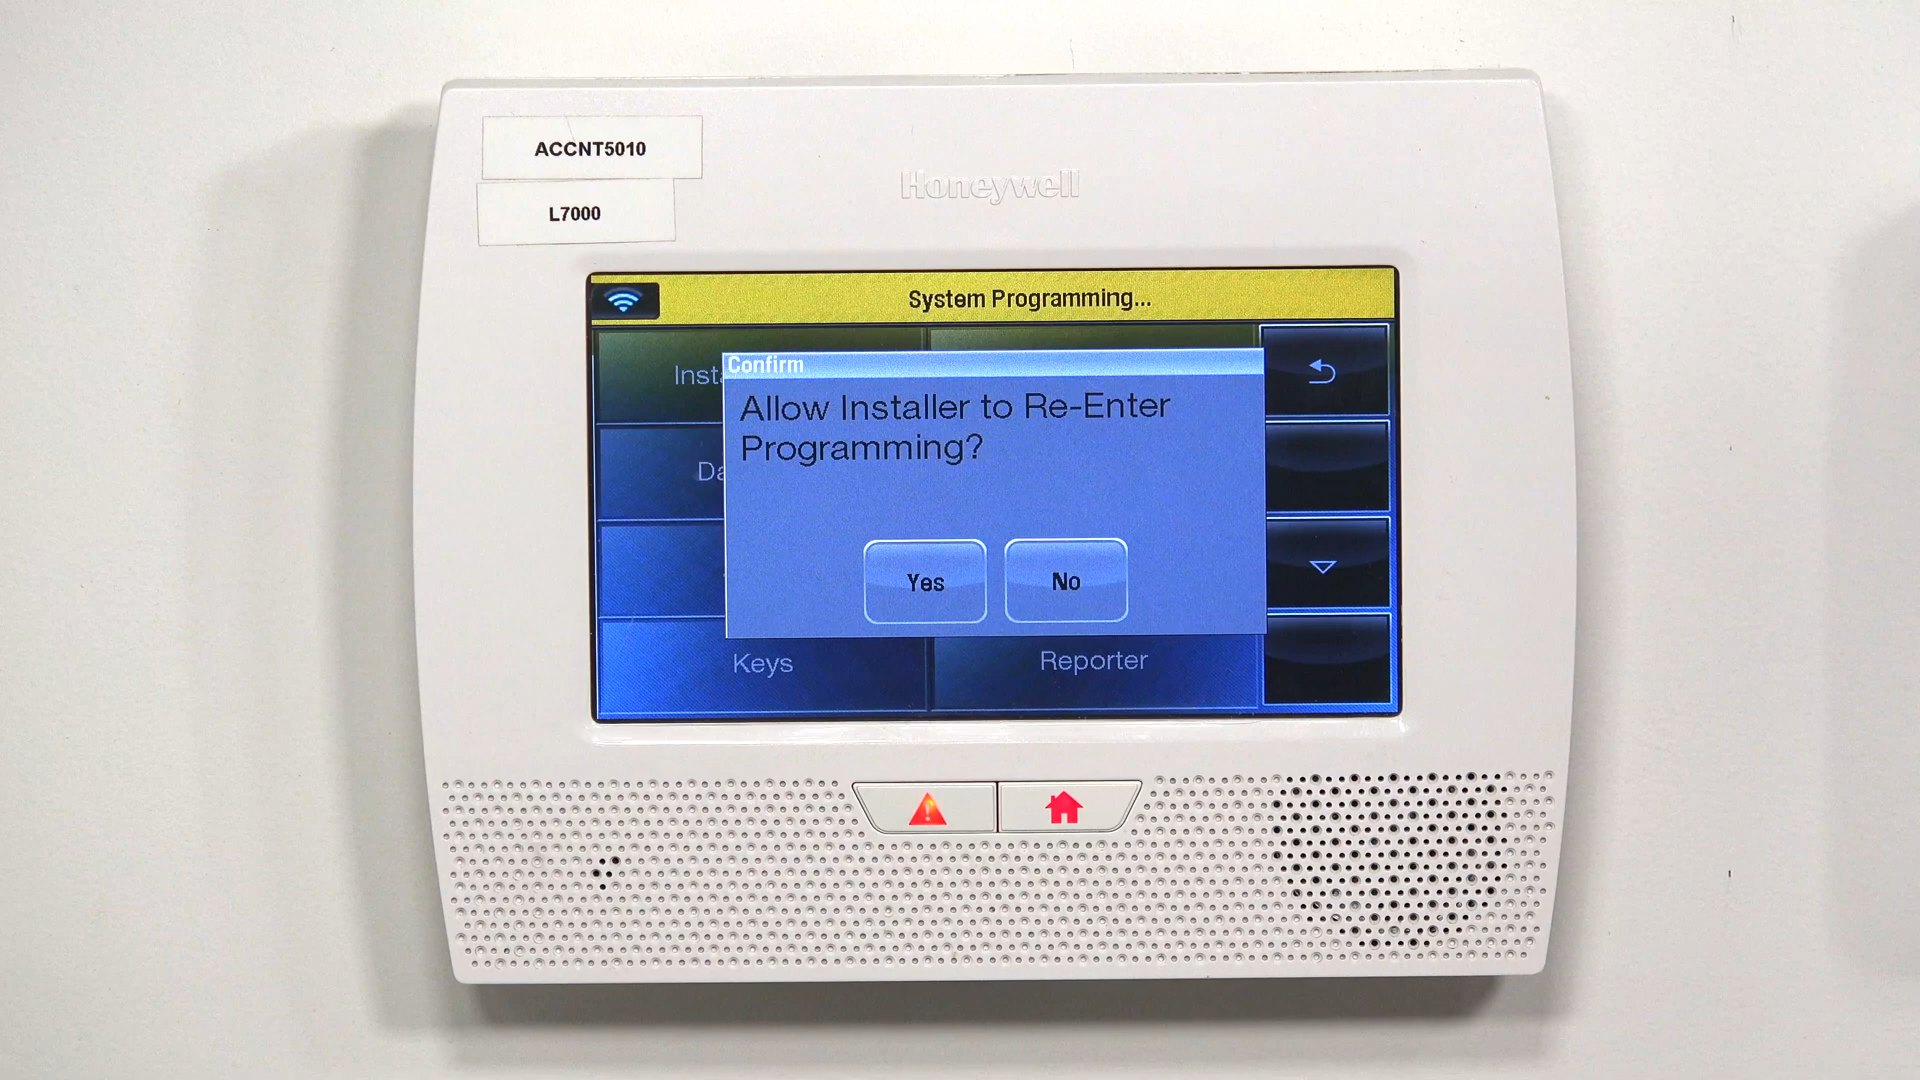 ACCNT5010
L7000
Honeywell
System Programming...
Confirm
Allow Installer to Re-Enter
Programming?
Yes
No
Keys
Reporter